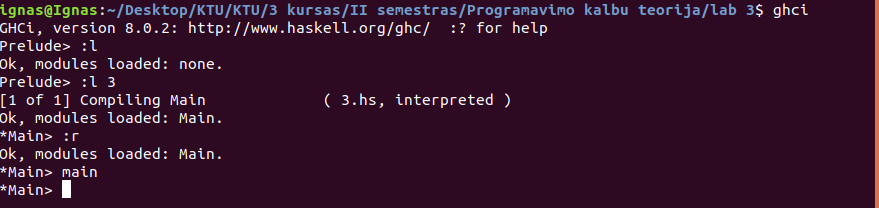 ignas@Ignas:~/Desktop/KTU/KTU/3 kursas/II semestras/Programavimo kalbu teorija/lab 3$ ghci
GHCi, version 8.0.2: http://www.haskell.org/ghc/  :? for help
Prelude> :l
Ok, modules loaded: none.
Prelude> :l 3
[1 of 1] Compiling Main             ( 3.hs, interpreted )
Ok, modules loaded: Main.
*Main> :r
Ok, modules loaded: Main.
*Main> main
*Main>